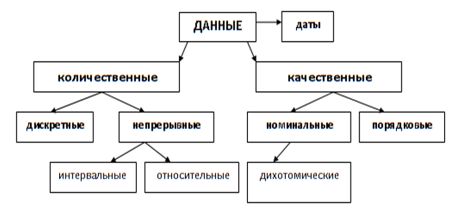 ДАННЫЕ
даты
количественные
качественные
дискретные
непрерывные
номинальные
порядковые
интервальные
относительные
дихотомические